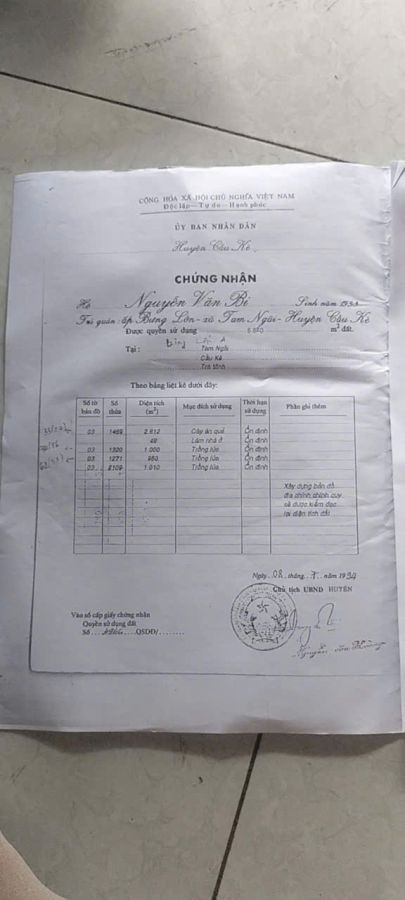 CỘNG HÒA XÃ HỘI CHỦ NGHĨA VIỆT NAM
Độc lập—Tự do—Hạnh phúc
ỦY BAN NHÂN DÂN
Huyện Cầu Kè
CHỨNG NHẬN
Hộ Nguyễn Văn Bi Sinh năm
Trú quán: ấp Bưng Lớn - xã Tam Ngãi - Huyện Cầu Kè
Được quyền sử dụng m² đất.
Tại : Tam Ngãi
Cầu Kè
Trà Vinh
Theo bảng liệt kê dưới đây:
Số tờ bản đồ Số thửa Diện tích (m²) Mục đích sử dụng Thời hạn sử dụng Phần ghi thêm
03 1469 2.812 Cây ăn quả Ổn định
48 Làm nhà ở Ổn định
03 1320 1.000 Trồng lúa Ổn định
03 1271 Trồng lúa Ổn định
03 2109 1.010 Trồng lúa Ổn định
Xây dựng bản đồ
địa chính chính quy
sẽ được kiểm đạc
lại diện tích đất
Ngày 08 tháng năm 1994
Chủ tịch UBND HUYỆN
Vào sổ cấp giấy chứng nhận
Quyền sử dụng đất
Số QSDĐ/
Nguyễn Văn